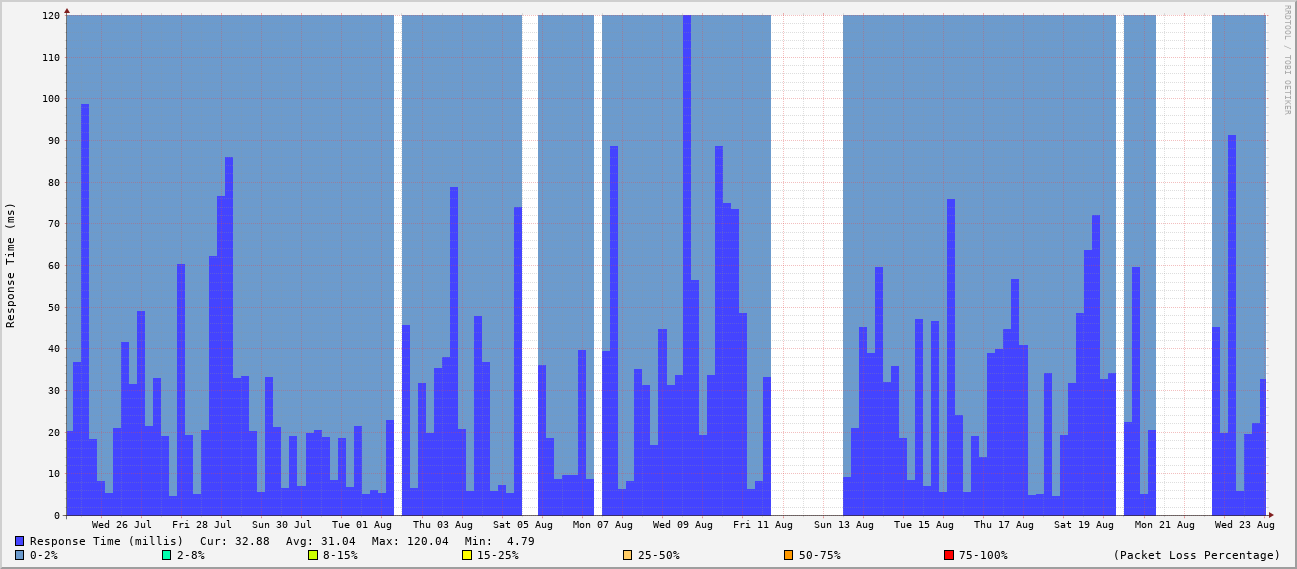 120
110
100
90
80
70
60
50
40
30
20
10
0
Response Time (ms)
RRDTOOL / TOBI OETIKER
Wed 26 Jul Fri 28 Jul Sun 30 Jul Tue 01 Aug Thu 03 Aug Sat 05 Aug Mon 07 Aug Wed 09 Aug Fri 11 Aug Sun 13 Aug Tue 15 Aug Thu 17 Aug Sat 19 Aug Mon 21 Aug Wed 23 Aug
Response Time (millis) Cur: 32.88 Avg: 31.04 Max: 120.04 Min: 4.79
0-2% 2-8% 8-15% 15-25% 25-50% 50-75% 75-100% (Packet Loss Percentage)